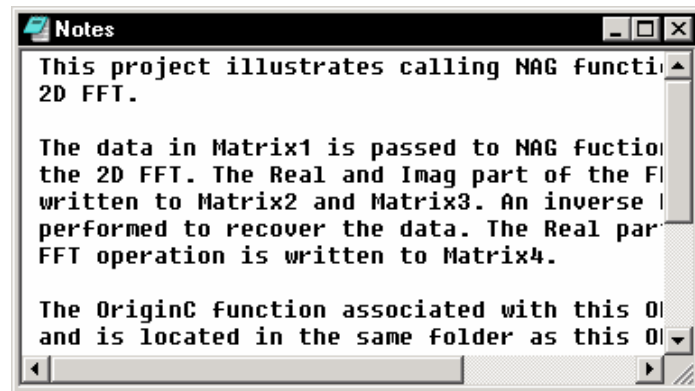 Notes
This project illustrates calling NAG
2D FFT.
The data in Matrix1 is passed to NAG
the 2D FFT. The Real and Imag part of the
written to Matrix2 and Matrix3. An inverse
performed to recover the data. The Real
FFT operation is written to Matrix4.
The OriginC function associated with this
and is located in the same folder as this